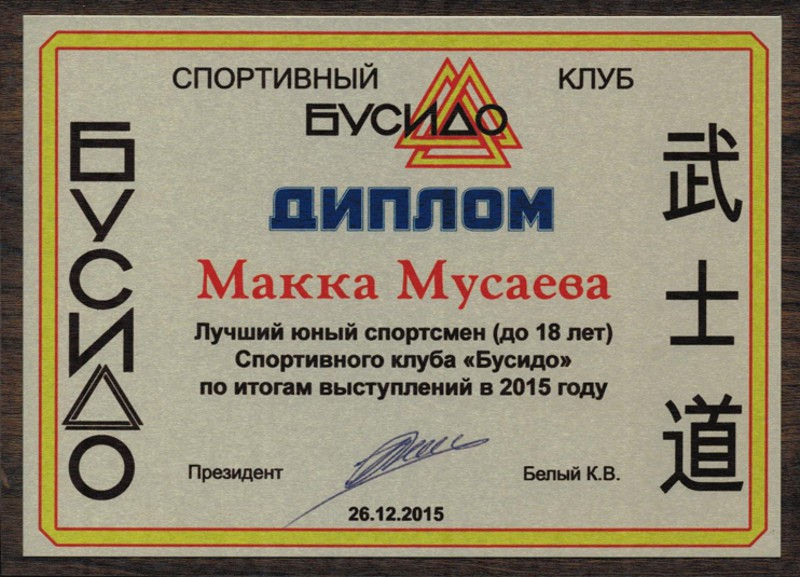 СПОРТИВНЫЙ КЛУБ
БУСИДО
ДИПЛОМ
Макка Мусаева
Лучший юный спортсмен (до 18 лет)
Спортивного клуба «Бусидо»
по итогам выступлений в 2015 году
Президент Белый К.В.
26.12.2015
БУСИДО
武士道